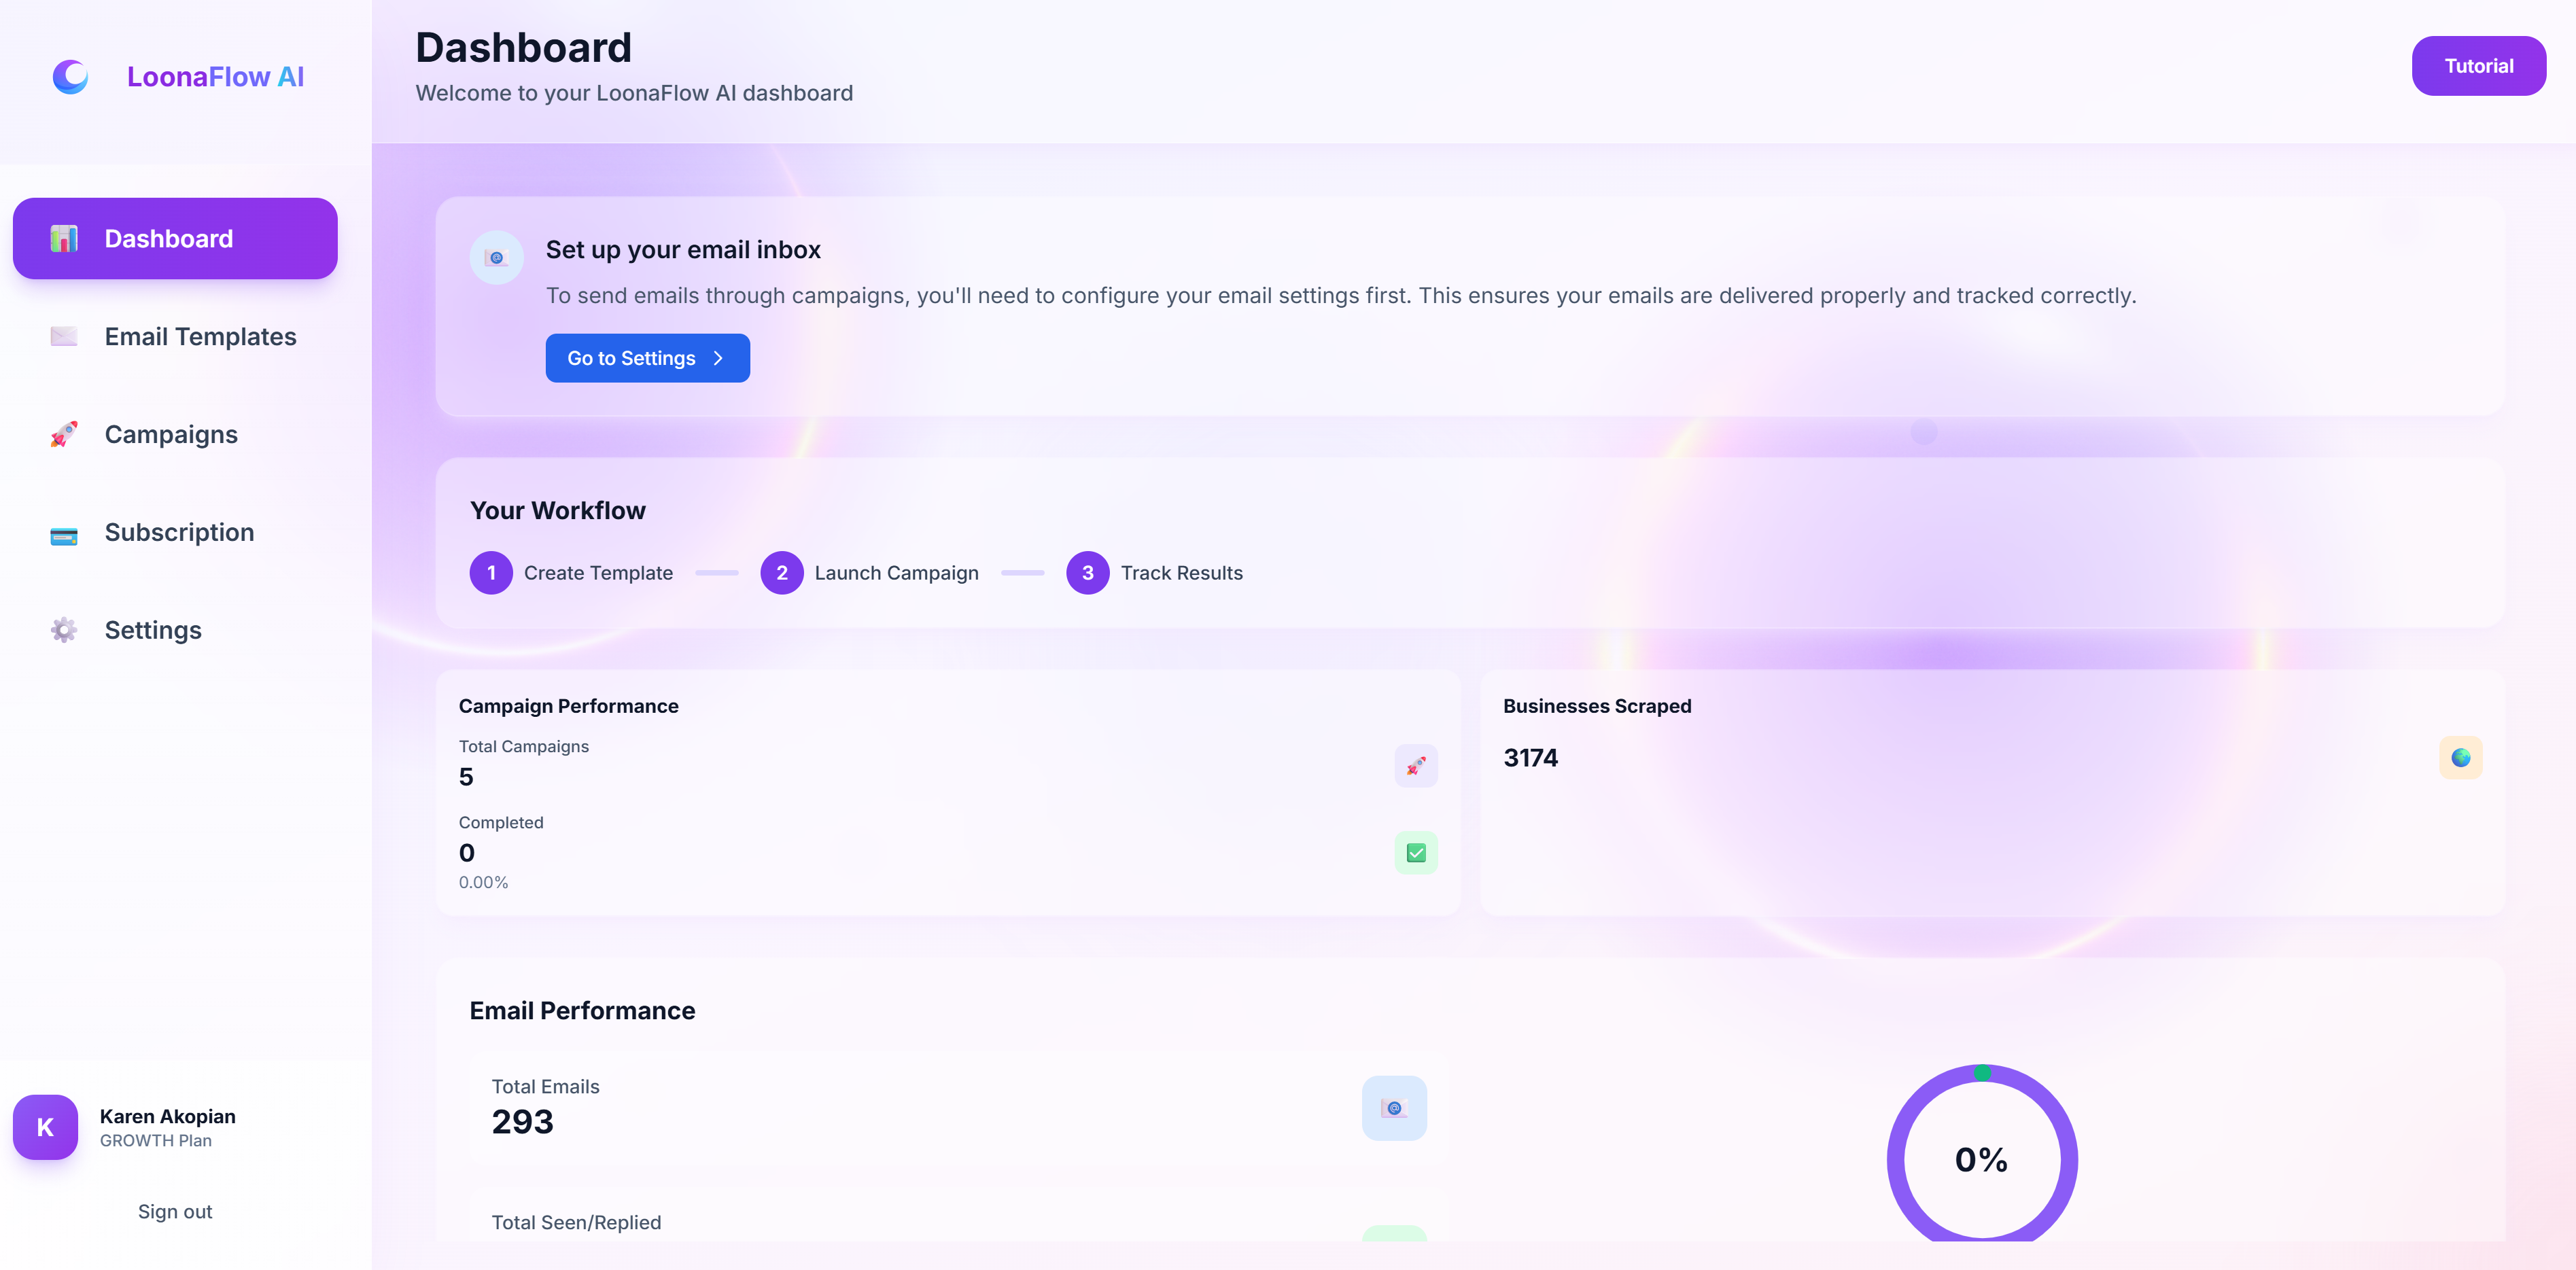 LoonaFlow AI
Dashboard
Email Templates
Campaigns
Subscription
Settings
K
Karen Akopian
GROWTH Plan
Sign out
Dashboard
Welcome to your LoonaFlow AI dashboard
Tutorial
Set up your email inbox
To send emails through campaigns, you'll need to configure your email settings first. This ensures your emails are delivered properly and tracked correctly.
Go to Settings
Your Workflow
1 Create Template 2 Launch Campaign 3 Track Results
Campaign Performance
Total Campaigns
5
Completed
0
0.00%
Businesses Scraped
3174
Email Performance
Total Emails
293
Total Seen/Replied
0%